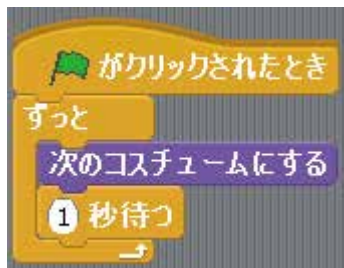 がクリックされたとき
ずっと
次のコスチュームにする
1 秒待つ